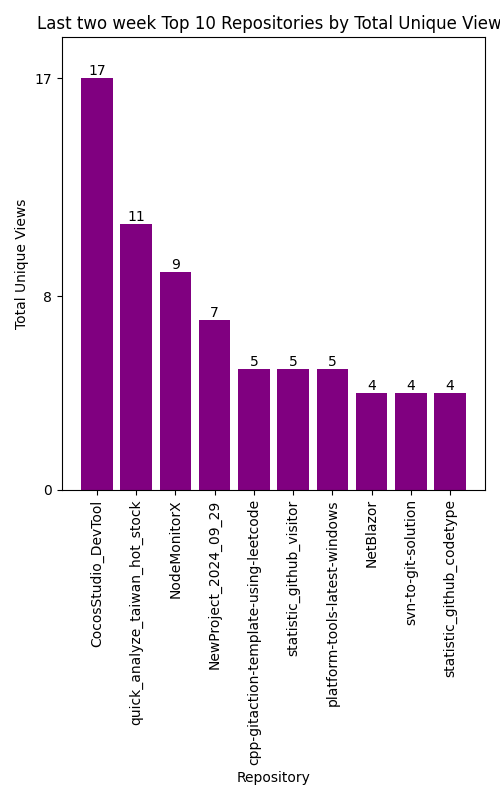 Last two week Top 10 Repositories by Total Unique View
17
11
9
7
5
5
5
4
4
4
17
8
0
Total Unique Views
CocosStudio_DevTool
quick_analyze_taiwan_hot_stock
NodeMonitorX
NewProject_2024_09_29
cpp-gitaction-template-using-leetcode
statistic_github_visitor
platform-tools-latest-windows
NetBlazor
svn-to-git-solution
statistic_github_codetype
Repository